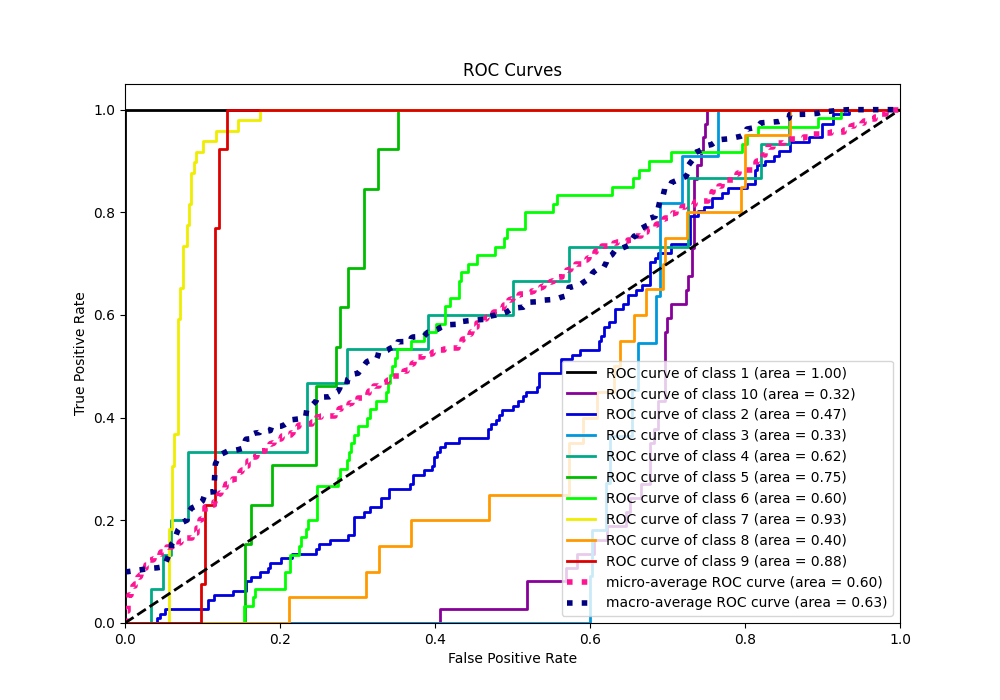 ROC Curves
True Positive Rate
1.0
0.8
0.6
0.4
0.2
0.0
ROC curve of class 1 (area = 1.00)
ROC curve of class 10 (area = 0.32)
ROC curve of class 2 (area = 0.47)
ROC curve of class 3 (area = 0.33)
ROC curve of class 4 (area = 0.62)
ROC curve of class 5 (area = 0.75)
ROC curve of class 6 (area = 0.60)
ROC curve of class 7 (area = 0.93)
ROC curve of class 8 (area = 0.40)
ROC curve of class 9 (area = 0.88)
micro-average ROC curve (area = 0.60)
macro-average ROC curve (area = 0.63)
0.0 0.2 0.4 0.6 0.8 1.0
False Positive Rate